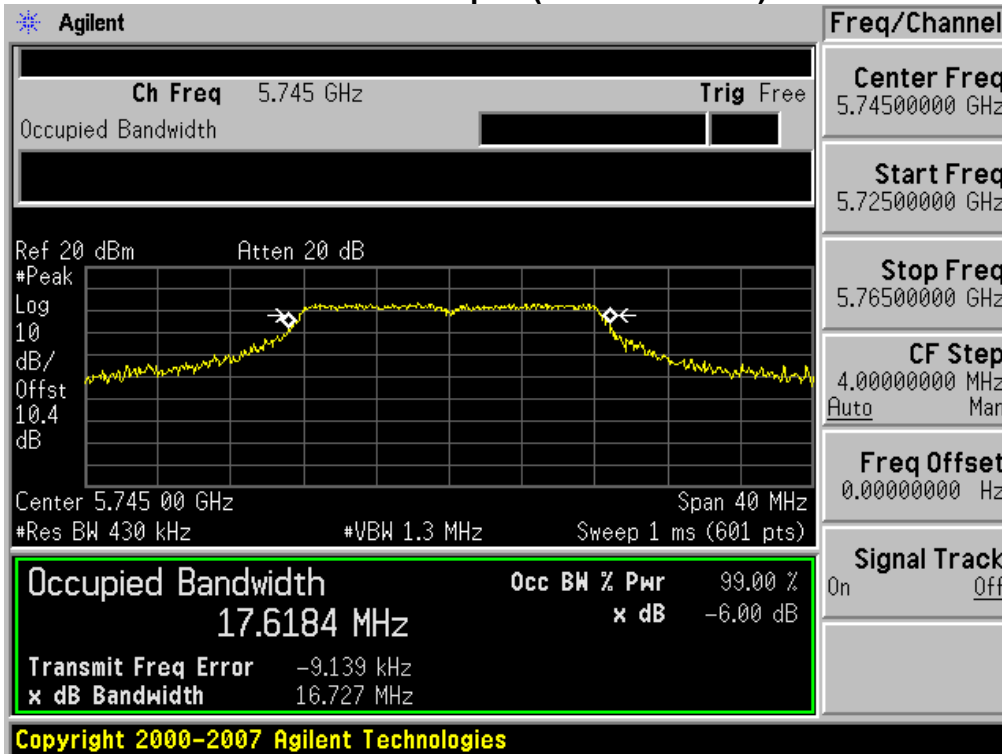 Agilent
Freq/Channel
Ch Freq 5.745 GHz Trig Free
Occupied Bandwidth
Center Freq
5.74500000 GHz
Start Freq
5.72500000 GHz
Stop Freq
5.76500000 GHz
CF Step
4.00000000 MHz
Auto Man
Freq Offset
0.00000000 Hz
Signal Track
On Off
Ref 20 dBm Atten 20 dB
#Peak
Log
10
dB/
Offst
10.4
dB
Center 5.745 00 GHz Span 40 MHz
#Res BW 430 kHz #VBW 1.3 MHz Sweep 1 ms (601 pts)
Occupied Bandwidth Occ BW % Pwr 99.00 %
17.6184 MHz x dB -6.00 dB
Transmit Freq Error -9.139 kHz
x dB Bandwidth 16.727 MHz
Copyright 2000-2007 Agilent Technologies